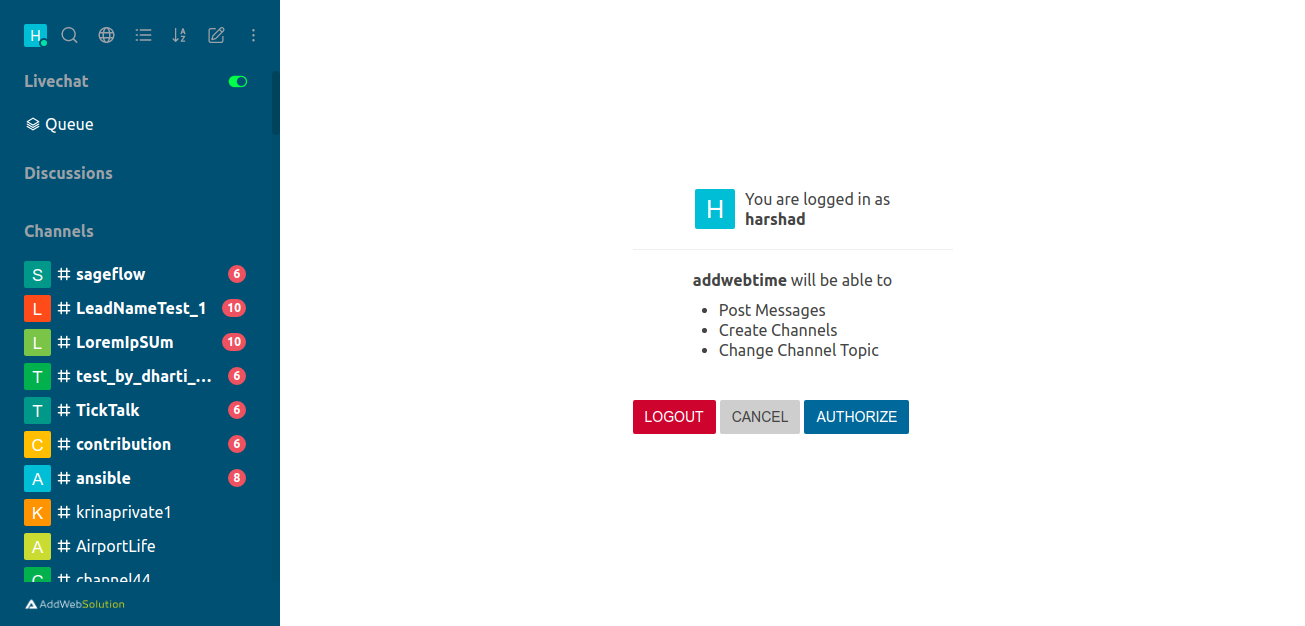 H
Livechat
Queue
Discussions
Channels
S # sageflow 6
L # LeadNameTest_1 10
L # LoremIpSUm 10
T # test_by_dharti_... 6
T # TickTalk 6
C # contribution 6
A # ansible 8
K # krinaprivate1
A # AirportLife
C # channel44
AddWebSolution
H
You are logged in as
harshad
addwebtime will be able to
• Post Messages
• Create Channels
• Change Channel Topic
LOGOUT CANCEL AUTHORIZE